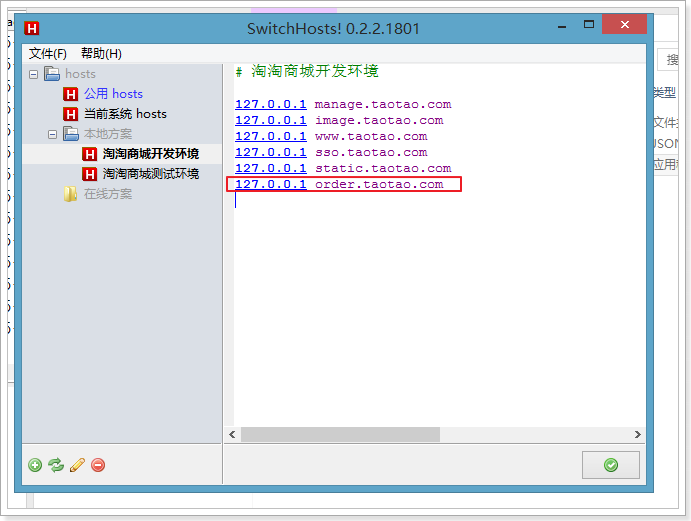 SwitchHosts! 0.2.2.1801
文件(F) 帮助(H)
hosts
公用 hosts
当前系统 hosts
本地方案
淘淘商城开发环境
淘淘商城测试环境
在线方案
# 淘淘商城开发环境
127.0.0.1 manage.taotao.com
127.0.0.1 image.taotao.com
127.0.0.1 www.taotao.com
127.0.0.1 sso.taotao.com
127.0.0.1 static.taotao.com
127.0.0.1 order.taotao.com
搜
类型
JSON